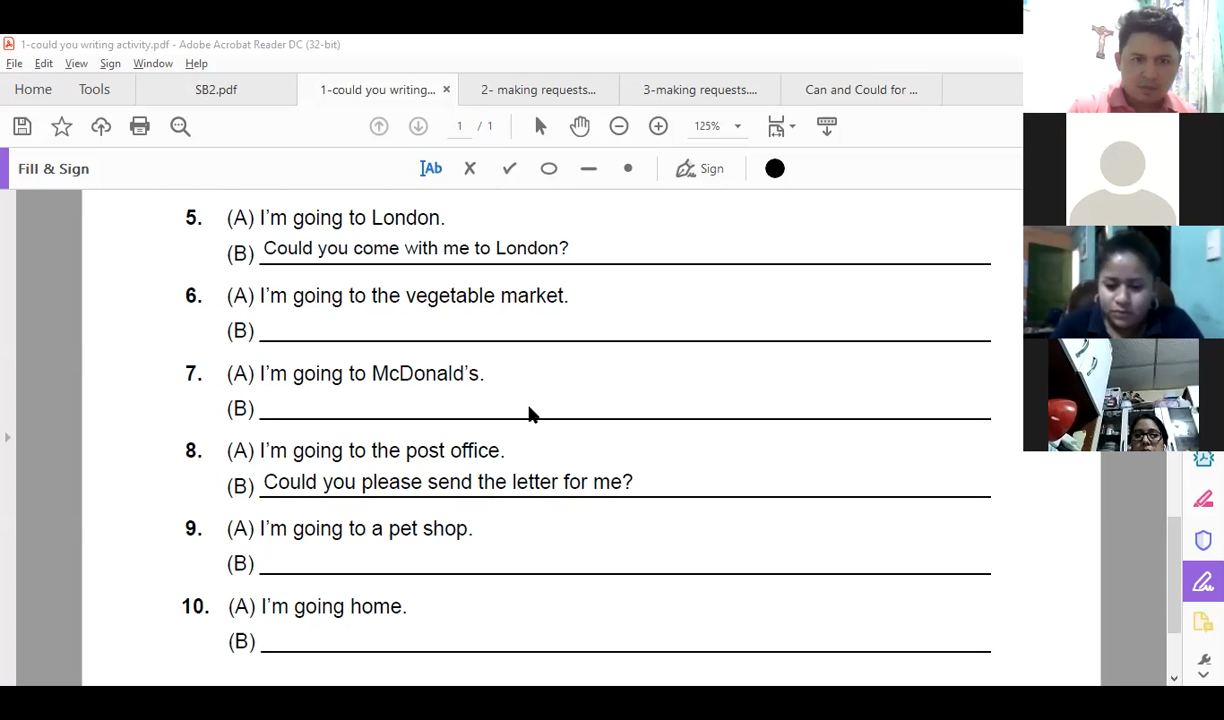 1-could you writing activity.pdf - Adobe Acrobat Reader DC (32-bit)
File Edit View Sign Window Help
Home Tools SB2.pdf 1-could you writing... × 2- making requests... 3-making requests.... Can and Could for ...
1 / 1 125%
Fill & Sign IAb Sign
5. (A) I'm going to London.
(B) Could you come with me to London?
6. (A) I'm going to the vegetable market.
(B)
7. (A) I'm going to McDonald's.
(B)
8. (A) I'm going to the post office.
(B) Could you please send the letter for me?
9. (A) I'm going to a pet shop.
(B)
10. (A) I'm going home.
(B)